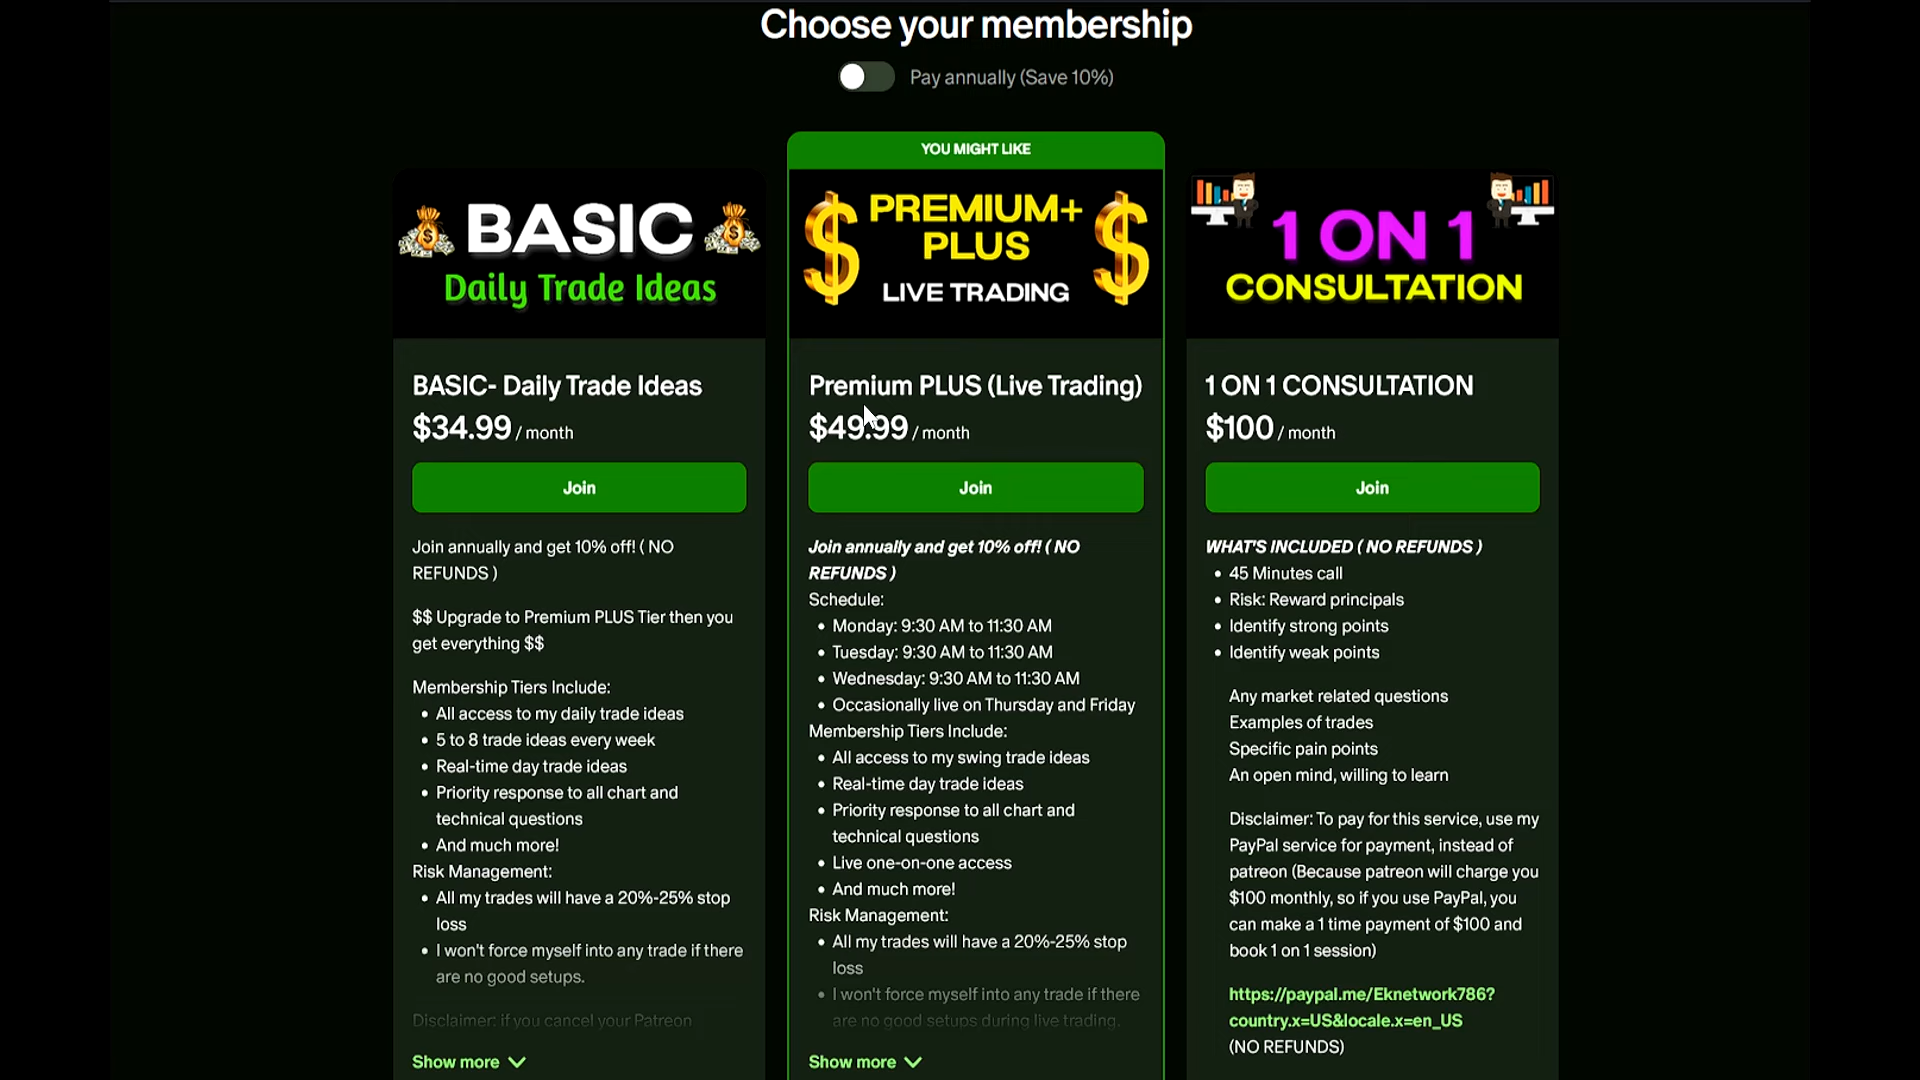 Choose your membership
Pay annually (Save 10%)
BASIC
Daily Trade Ideas
BASIC- Daily Trade Ideas
$34.99 / month
Join
Join annually and get 10% off! ( NO
REFUNDS )
$$ Upgrade to Premium PLUS Tier then you
get everything $$
Membership Tiers Include:
• All access to my daily trade ideas
• 5 to 8 trade ideas every week
• Real-time day trade ideas
• Priority response to all chart and
technical questions
• And much more!
Risk Management:
• All my trades will have a 20%-25% stop
loss
• I won't force myself into any trade if there
are no good setups.
Disclaimer: if you cancel your Patreon
Show more
YOU MIGHT LIKE
$ PREMIUM+ $
PLUS
LIVE TRADING
Premium PLUS (Live Trading)
$49.99 / month
Join
Join annually and get 10% off! ( NO
REFUNDS )
Schedule:
• Monday: 9:30 AM to 11:30 AM
• Tuesday: 9:30 AM to 11:30 AM
• Wednesday: 9:30 AM to 11:30 AM
• Occasionally live on Thursday and Friday
Membership Tiers Include:
• All access to my swing trade ideas
• Real-time day trade ideas
• Priority response to all chart and
technical questions
• Live one-on-one access
• And much more!
Risk Management:
• All my trades will have a 20%-25% stop
loss
• I won't force myself into any trade if there
are no good setups during live trading.
Show more
1 ON 1
CONSULTATION
1 ON 1 CONSULTATION
$100 / month
Join
WHAT'S INCLUDED ( NO REFUNDS )
• 45 Minutes call
• Risk: Reward principals
• Identify strong points
• Identify weak points
Any market related questions
Examples of trades
Specific pain points
An open mind, willing to learn
Disclaimer: To pay for this service, use my
PayPal service for payment, instead of
patreon (Because patreon will charge you
$100 monthly, so if you use PayPal, you
can make a 1 time payment of $100 and
book 1 on 1 session)
https://paypal.me/Eknetwork786?
country.x=US&locale.x=en_US
(NO REFUNDS)